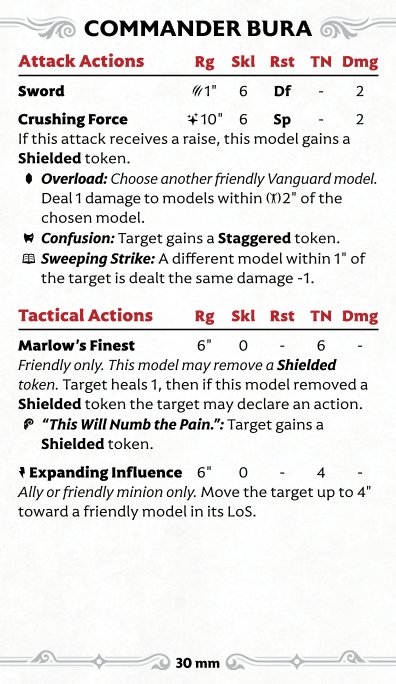 COMMANDER BURA
Attack Actions Rg Skl Rst TN Dmg
Sword 1" 6 Df - 2
Crushing Force 10" 6 Sp - 2
If this attack receives a raise, this model gains a
Shielded token.
Overload: Choose another friendly Vanguard model.
Deal 1 damage to models within 2" of the
chosen model.
Confusion: Target gains a Staggered token.
Sweeping Strike: A different model within 1" of
the target is dealt the same damage -1.
Tactical Actions Rg Skl Rst TN Dmg
Marlow's Finest 6" 0 - 6 -
Friendly only. This model may remove a Shielded
token. Target heals 1, then if this model removed a
Shielded token the target may declare an action.
"This Will Numb the Pain.": Target gains a
Shielded token.
Expanding Influence 6" 0 - 4 -
Ally or friendly minion only. Move the target up to 4"
toward a friendly model in its LoS.
30 mm